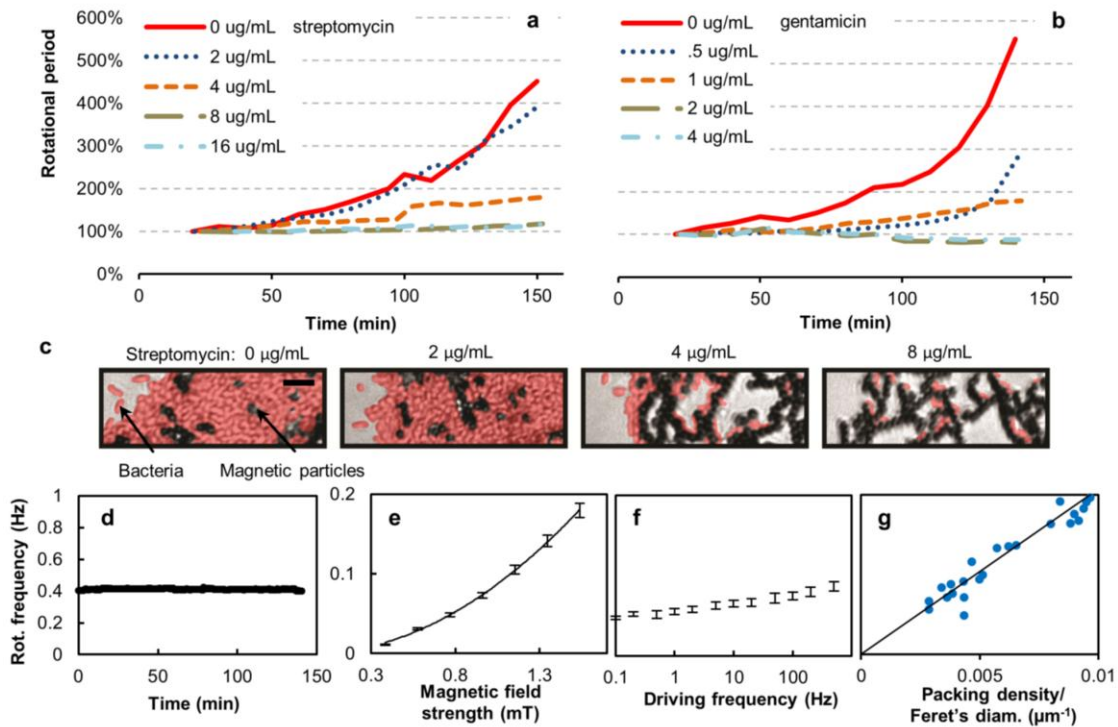 a
streptomycin
0 ug/mL
2 ug/mL
4 ug/mL
8 ug/mL
16 ug/mL
600%
500%
400%
300%
200%
100%
0%
Rotational period
0 50 100 150
Time (min)
b
gentamicin
0 ug/mL
.5 ug/mL
1 ug/mL
2 ug/mL
4 ug/mL
0 50 100 150
Time (min)
c
Streptomycin: 0 µg/mL 2 µg/mL 4 µg/mL 8 µg/mL
Bacteria Magnetic particles
d
1
0.8
0.6
0.4
0.2
0
Rot. frequency (Hz)
0 50 100 150
Time (min)
e
0.2
0.1
0
0.3 0.8 1.3
Magnetic field
strength (mT)
f
0.1 1 10 100
Driving frequency (Hz)
g
0 0.005 0.01
Packing density/
Feret's diam. (µm⁻¹)